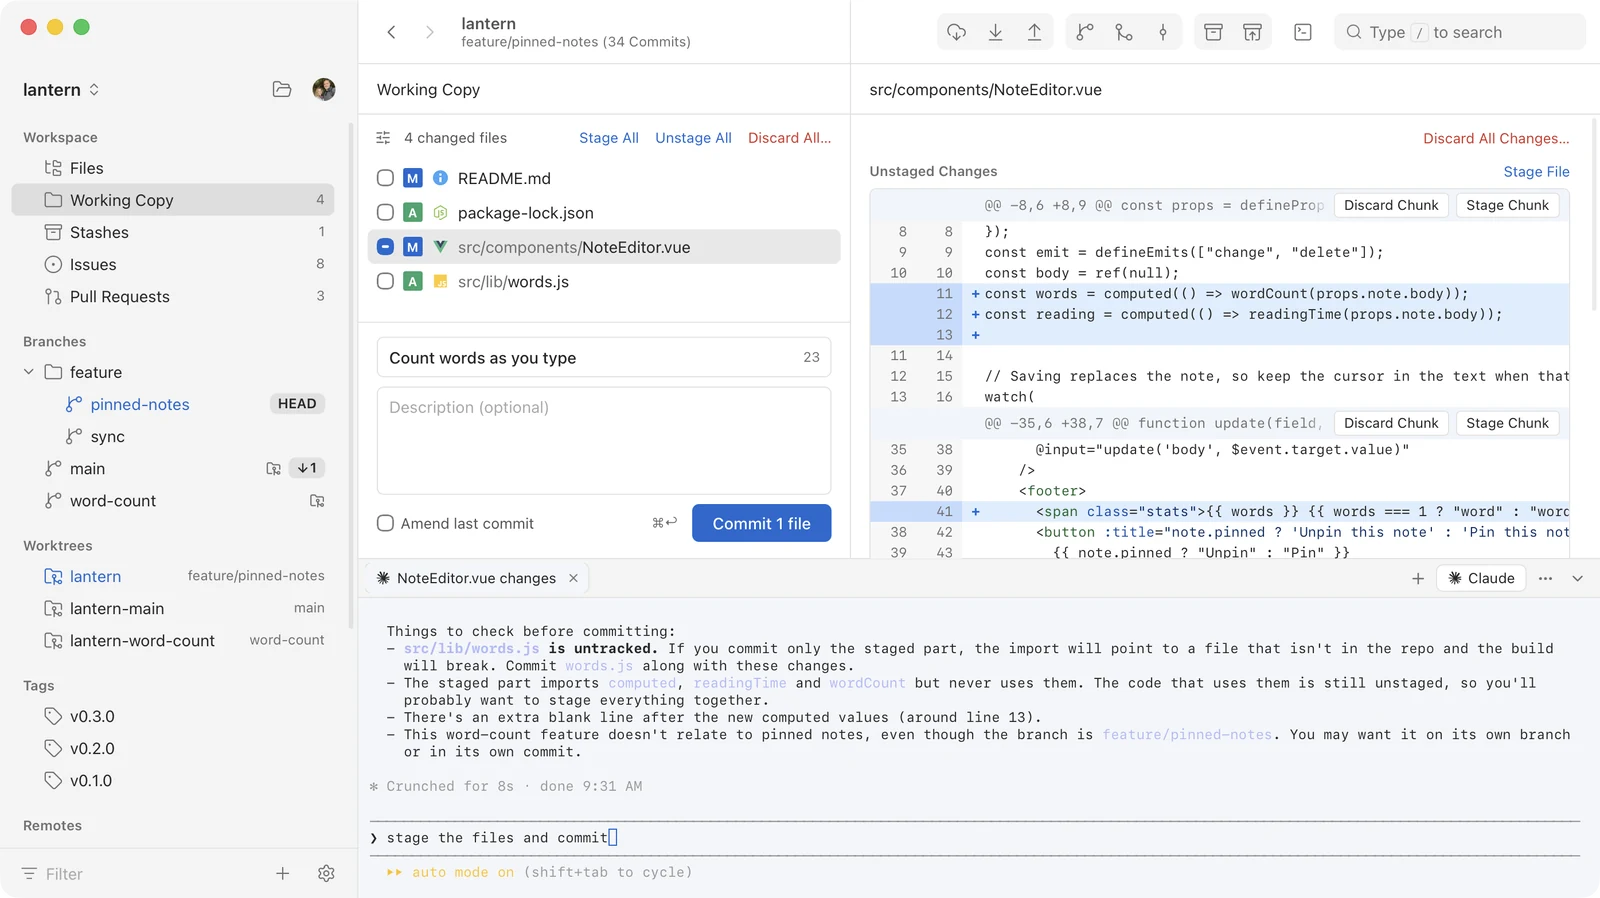 lantern
Workspace
Files
Working Copy 4
Stashes 1
Issues 8
Pull Requests 3
Branches
feature
pinned-notes HEAD
sync
main ↓1
word-count
Worktrees
lantern feature/pinned-notes
lantern-main main
lantern-word-count word-count
Tags
v0.3.0
v0.2.0
v0.1.0
Remotes
Filter
lantern
feature/pinned-notes (34 Commits)
Type / to search
Working Copy
4 changed files Stage All Unstage All Discard All...
M README.md
A package-lock.json
M src/components/NoteEditor.vue
A JS src/lib/words.js
Count words as you type 23
Description (optional)
Amend last commit ⌘↩ Commit 1 file
src/components/NoteEditor.vue
Discard All Changes...
Unstaged Changes Stage File
@@ -8,6 +8,9 @@ const props = defineProp Discard Chunk Stage Chunk
8 8 });
9 9 const emit = defineEmits(["change", "delete"]);
10 10 const body = ref(null);
11 +const words = computed(() => wordCount(props.note.body));
12 +const reading = computed(() => readingTime(props.note.body));
13 +
11 14
12 15 // Saving replaces the note, so keep the cursor in the text when that
13 16 watch(
@@ -35,6 +38,7 @@ function update(field, Discard Chunk Stage Chunk
35 38 @input="update('body', $event.target.value)"
36 39 />
37 40 <footer>
41 + <span class="stats">{{ words }} {{ words === 1 ? "word" : "word
38 42 <button :title="note.pinned ? 'Unpin this note' : 'Pin this not
39 43 {{ note.pinned ? "Unpin" : "Pin" }}
NoteEditor.vue changes × + Claude ...
Things to check before committing:
- src/lib/words.js is untracked. If you commit only the staged part, the import will point to a file that isn't in the repo and the build
will break. Commit words.js along with these changes.
- The staged part imports computed, readingTime and wordCount but never uses them. The code that uses them is still unstaged, so you'll
probably want to stage everything together.
- There's an extra blank line after the new computed values (around line 13).
- This word-count feature doesn't relate to pinned notes, even though the branch is feature/pinned-notes. You may want it on its own branch
or in its own commit.
✻ Crunched for 8s · done 9:31 AM
❯ stage the files and commit
⏵⏵ auto mode on (shift+tab to cycle)